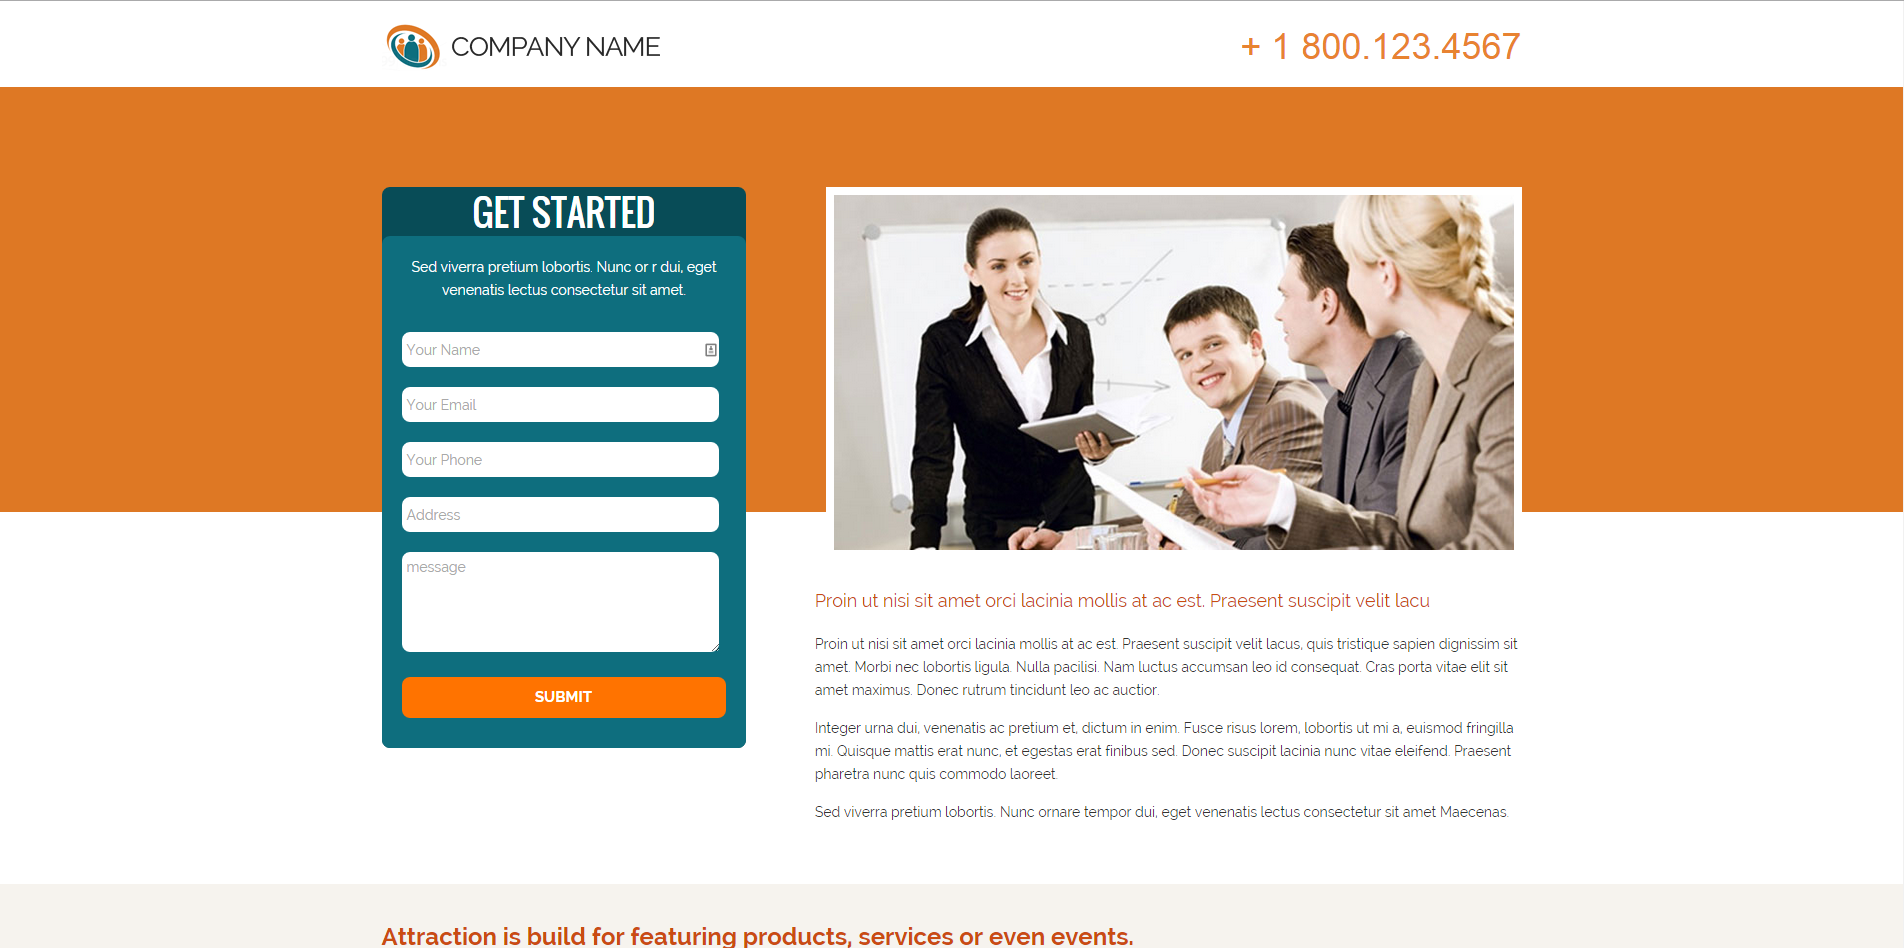 COMPANY NAME
+ 1 800.123.4567
GET STARTED
Sed viverra pretium lobortis. Nunc or r dui, eget
venenatis lectus consectetur sit amet.
Your Name
Your Email
Your Phone
Address
message
SUBMIT
Proin ut nisi sit amet orci lacinia mollis at ac est. Praesent suscipit velit lacu
Proin ut nisi sit amet orci lacinia mollis at ac est. Praesent suscipit velit lacus, quis tristique sapien dignissim sit
amet. Morbi nec lobortis ligula. Nulla pacilisi. Nam luctus accumsan leo id consequat. Cras porta vitae elit sit
amet maximus. Donec rutrum tincidunt leo ac auctior.
Integer urna dui, venenatis ac pretium et, dictum in enim. Fusce risus lorem, lobortis ut mi a, euismod fringilla
mi. Quisque mattis erat nunc, et egestas erat finibus sed. Donec suscipit lacinia nunc vitae eleifend. Praesent
pharetra nunc quis commodo laoreet.
Sed viverra pretium lobortis. Nunc ornare tempor dui, eget venenatis lectus consectetur sit amet Maecenas.
Attraction is build for featuring products, services or even events.